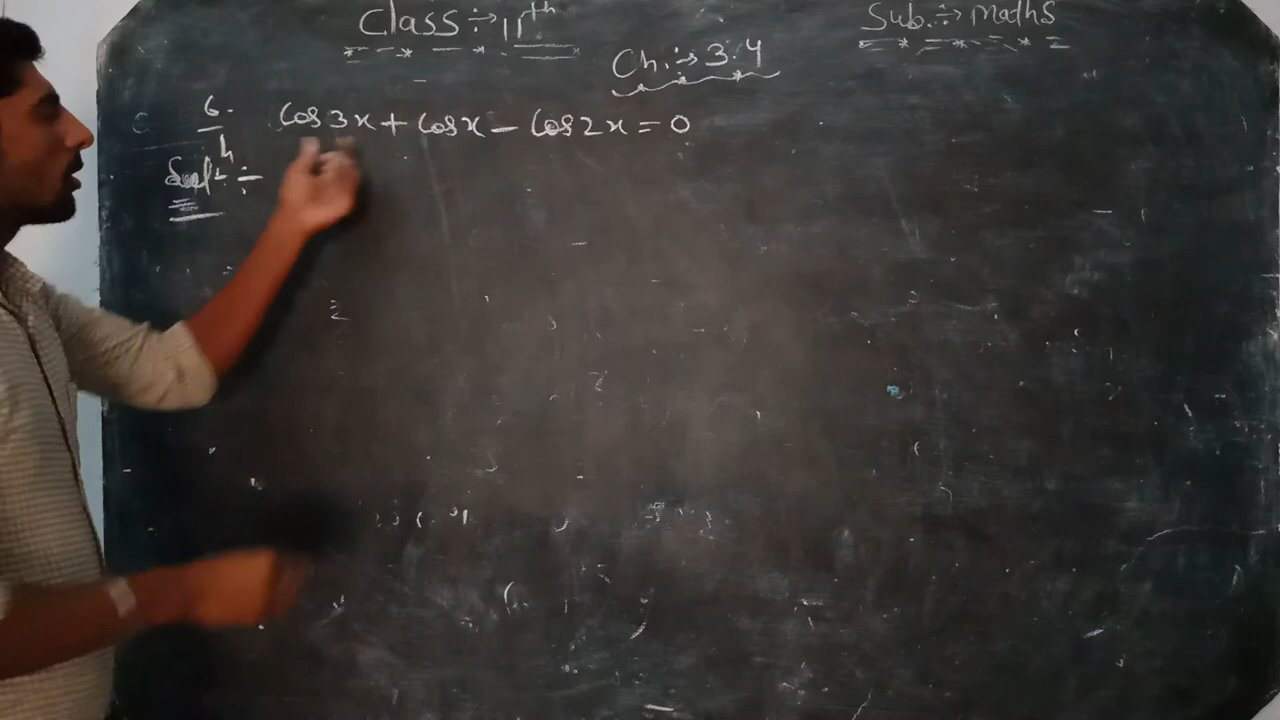 Class ÷ 11th Sub. ÷ Maths
Ch. ÷ 3.4
6. Cos 3x + Cos x - Cos 2x = 0
Sol^n ÷